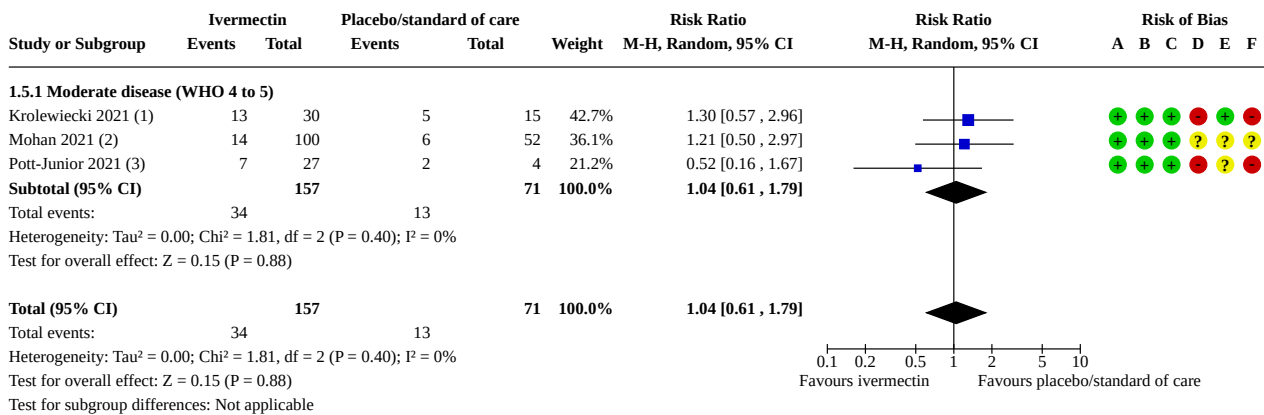 Ivermectin Placebo/standard of care Risk Ratio Risk Ratio Risk of Bias
Study or Subgroup Events Total Events Total Weight M-H, Random, 95% CI M-H, Random, 95% CI A B C D E F
1.5.1 Moderate disease (WHO 4 to 5)
Krolewiecki 2021 (1) 13 30 5 15 42.7% 1.30 [0.57 , 2.96] + + + - + -
Mohan 2021 (2) 14 100 6 52 36.1% 1.21 [0.50 , 2.97] + + + ? ? ?
Pott-Junior 2021 (3) 7 27 2 4 21.2% 0.52 [0.16 , 1.67] + + + - ? -
Subtotal (95% CI) 157 71 100.0% 1.04 [0.61 , 1.79]
Total events: 34 13
Heterogeneity: Tau² = 0.00; Chi² = 1.81, df = 2 (P = 0.40); I² = 0%
Test for overall effect: Z = 0.15 (P = 0.88)
Total (95% CI) 157 71 100.0% 1.04 [0.61 , 1.79]
Total events: 34 13
Heterogeneity: Tau² = 0.00; Chi² = 1.81, df = 2 (P = 0.40); I² = 0%
0.1 0.2 0.5 1 2 5 10
Test for overall effect: Z = 0.15 (P = 0.88) Favours ivermectin Favours placebo/standard of care
Test for subgroup differences: Not applicable